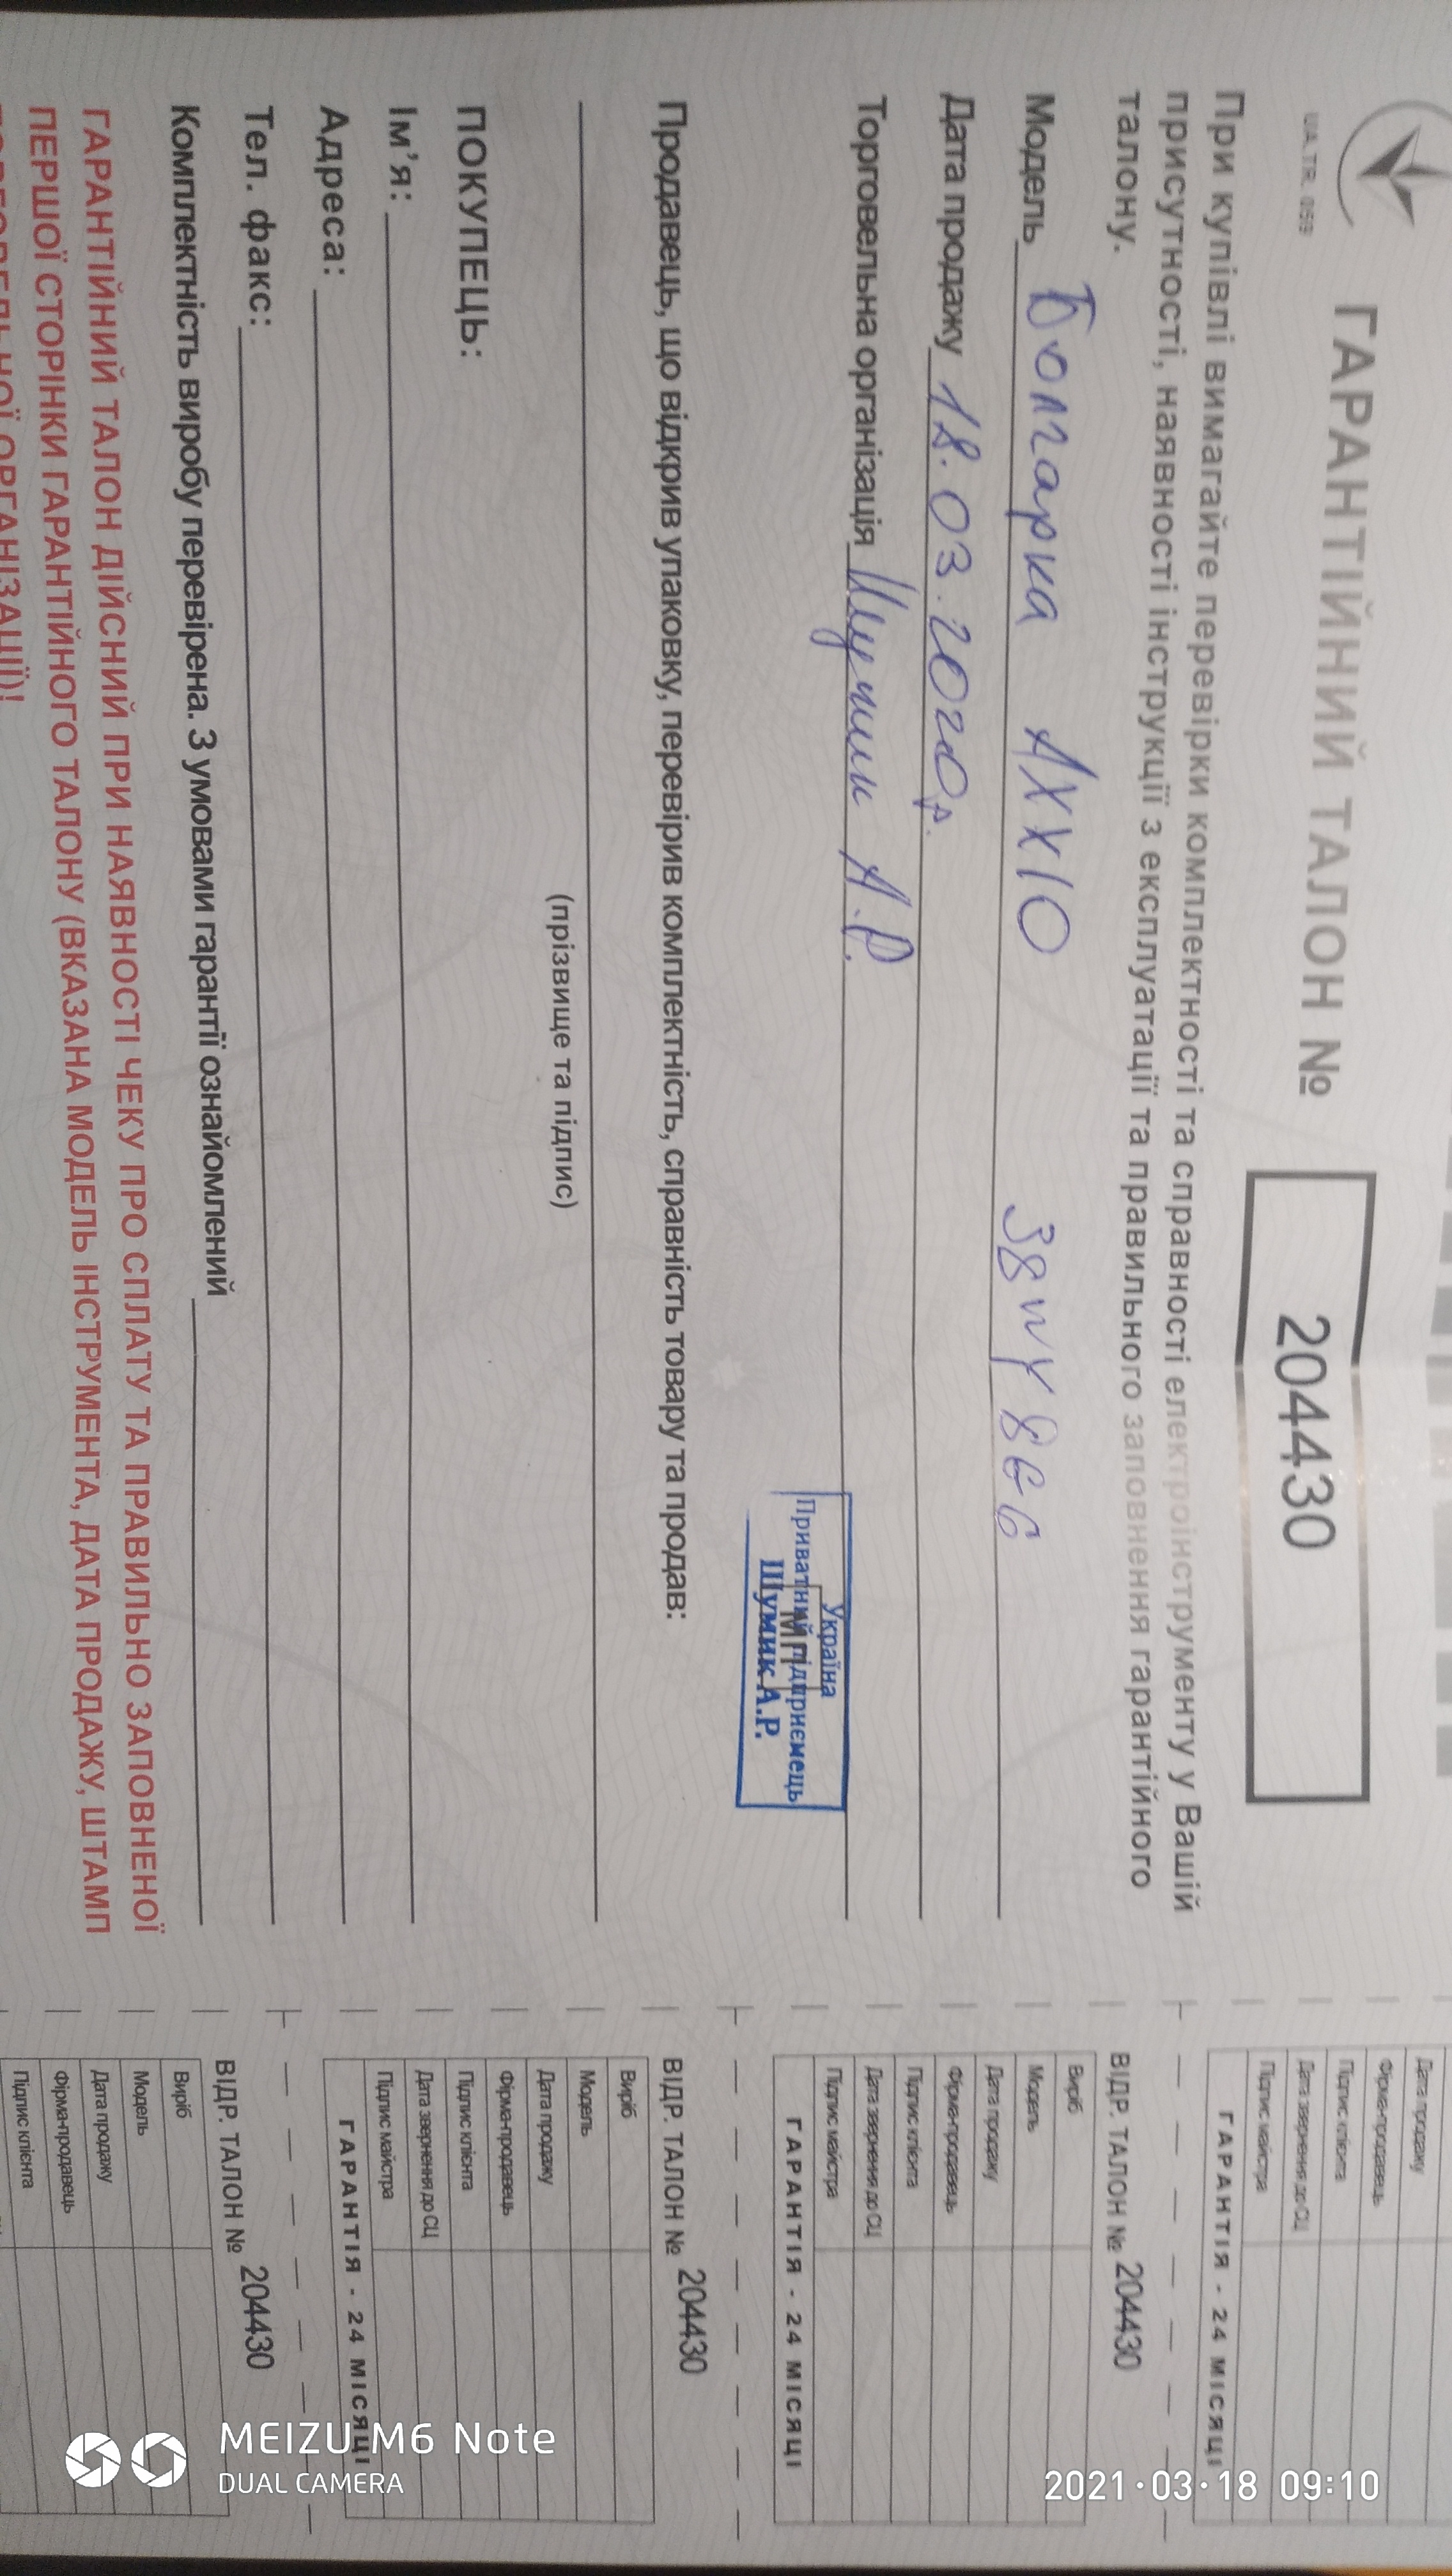 UA. TR.
ГАРАНТІЙНИЙ ТАЛОН №
204430
При купівлі вимагайте перевірки комплектності та справності електроінструменту у Вашій
присутності, наявності інструкції з експлуатації та правильного заповнення гарантійного
талону.
Модель Болгарка AXXIO 38WY866
Дата продажу 18.03.2020р.
Торговельна організація Шумик А.Р.
Україна
Приватний підприємець
МП
Шумик А.Р.
Продавець, що відкрив упаковку, перевірив комплектність, справність товару та продав:
(прізвище та підпис)
ПОКУПЕЦЬ:
Ім'я:
Адреса:
Тел. факс:
Комплектність виробу перевірена. З умовами гарантії ознайомлений
ГАРАНТІЙНИЙ ТАЛОН ДІЙСНИЙ ПРИ НАЯВНОСТІ ЧЕКУ ПРО СПЛАТУ ТА ПРАВИЛЬНО ЗАПОВНЕНОЇ
ПЕРШОЇ СТОРІНКИ ГАРАНТІЙНОГО ТАЛОНУ (ВКАЗАНА МОДЕЛЬ ІНСТРУМЕНТА, ДАТА ПРОДАЖУ, ШТАМП
ТОРГОВЕЛЬНОЇ ОРГАНІЗАЦІЇ)!
Дата продажу
Фірма-продавець
Підпис клієнта
Дата звернення до СЦ
Підпис майстра
ГАРАНТІЯ - 24 МІСЯЦІ
ВІДР. ТАЛОН № 204430
Виріб
Модель
Дата продажу
Фірма-продавець
Підпис клієнта
Дата звернення до СЦ
Підпис майстра
ГАРАНТІЯ - 24 МІСЯЦІ
ВІДР. ТАЛОН № 204430
Виріб
Модель
Дата продажу
Фірма-продавець
Підпис клієнта
Дата звернення до СЦ
Підпис майстра
ГАРАНТІЯ - 24 МІСЯЦІ
ВІДР. ТАЛОН № 204430
Виріб
Модель
Дата продажу
Фірма-продавець
Підпис клієнта
MEIZU M6 Note
DUAL CAMERA
2021·03·18 09:10